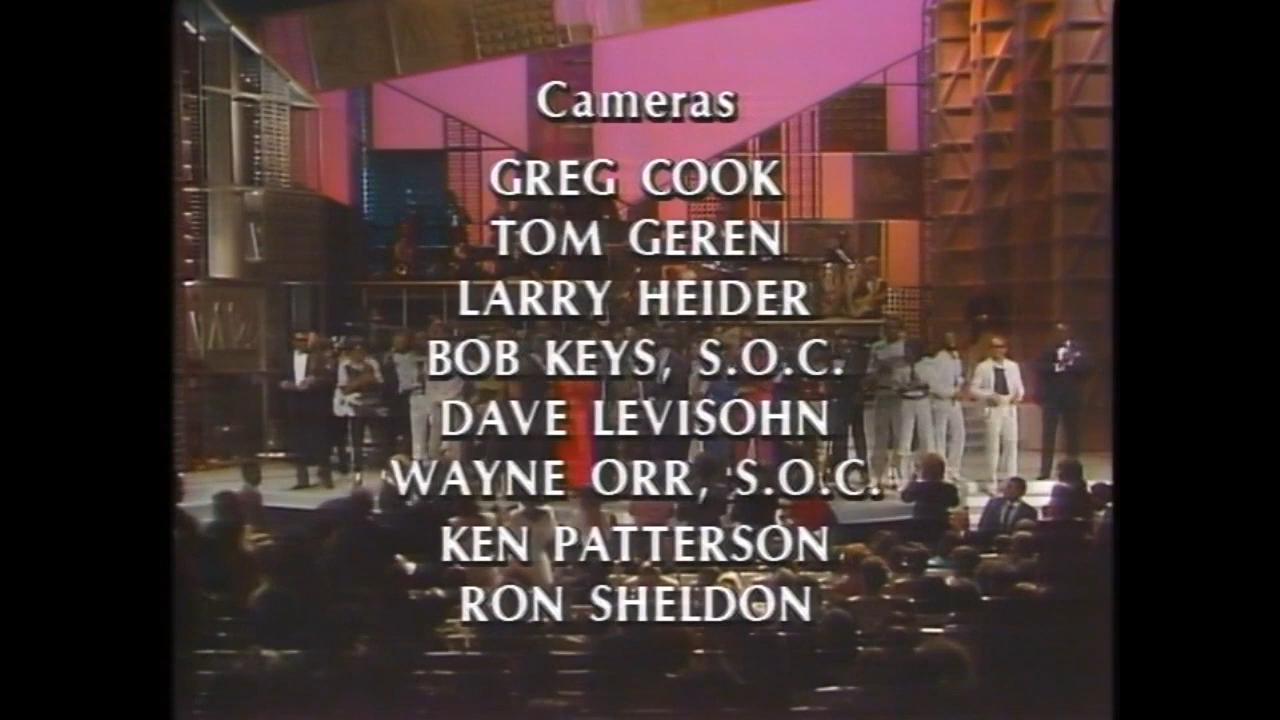 Cameras
GREG COOK
TOM GEREN
LARRY HEIDER
BOB KEYS, S.O.C.
DAVE LEVISOHN
WAYNE ORR, S.O.C.
KEN PATTERSON
RON SHELDON